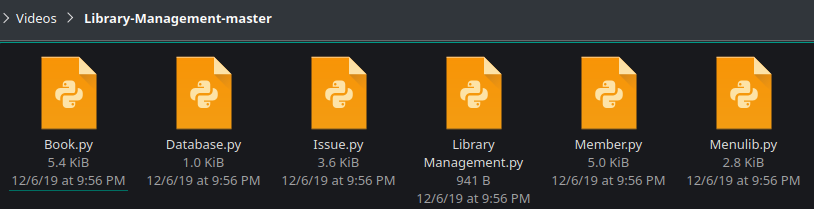 Videos Library-Management-master
Book.py
5.4 KiB
12/6/19 at 9:56 PM
Database.py
1.0 KiB
12/6/19 at 9:56 PM
Issue.py
3.6 KiB
12/6/19 at 9:56 PM
Library
Management.py
941 B
12/6/19 at 9:56 PM
Member.py
5.0 KiB
12/6/19 at 9:56 PM
Menulib.py
2.8 KiB
12/6/19 at 9:56 PM